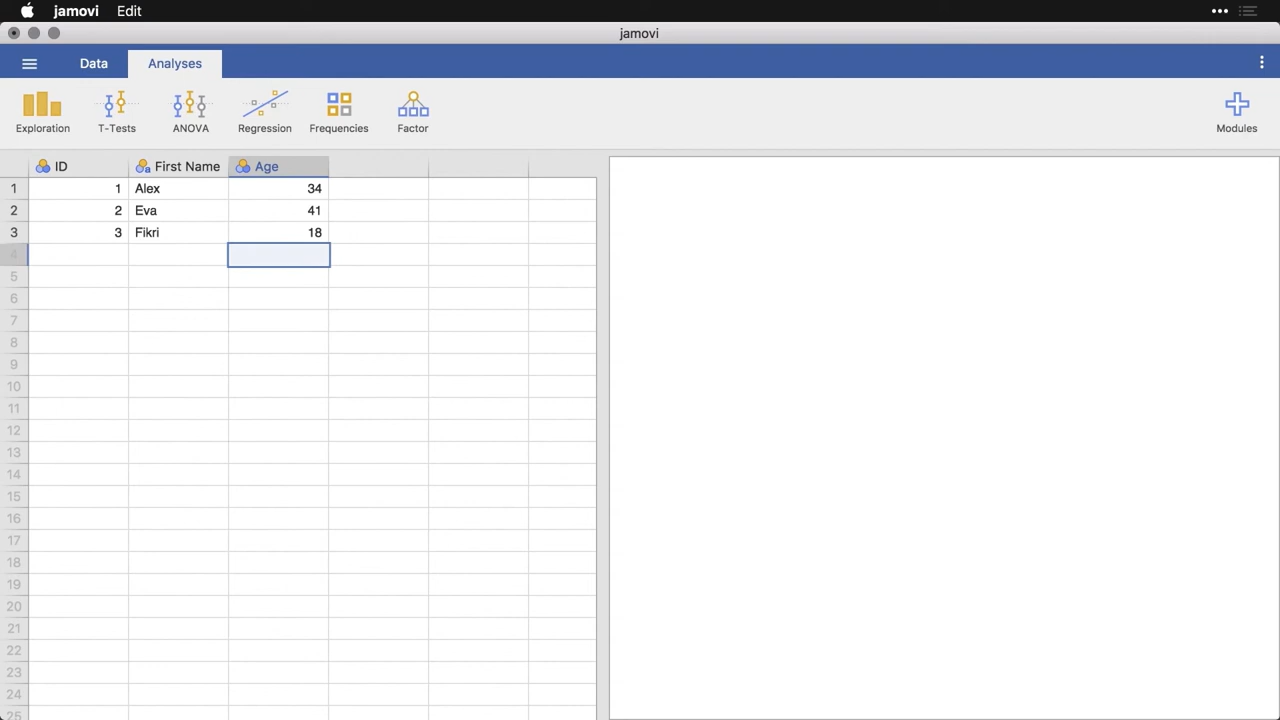 jamovi Edit
jamovi
Data Analyses
Exploration T-Tests ANOVA Regression Frequencies Factor Modules
ID a First Name Age
1 1 Alex 34
2 2 Eva 41
3 3 Fikri 18
4
5
6
7
8
9
10
11
12
13
14
15
16
17
18
19
20
21
22
23
24
25